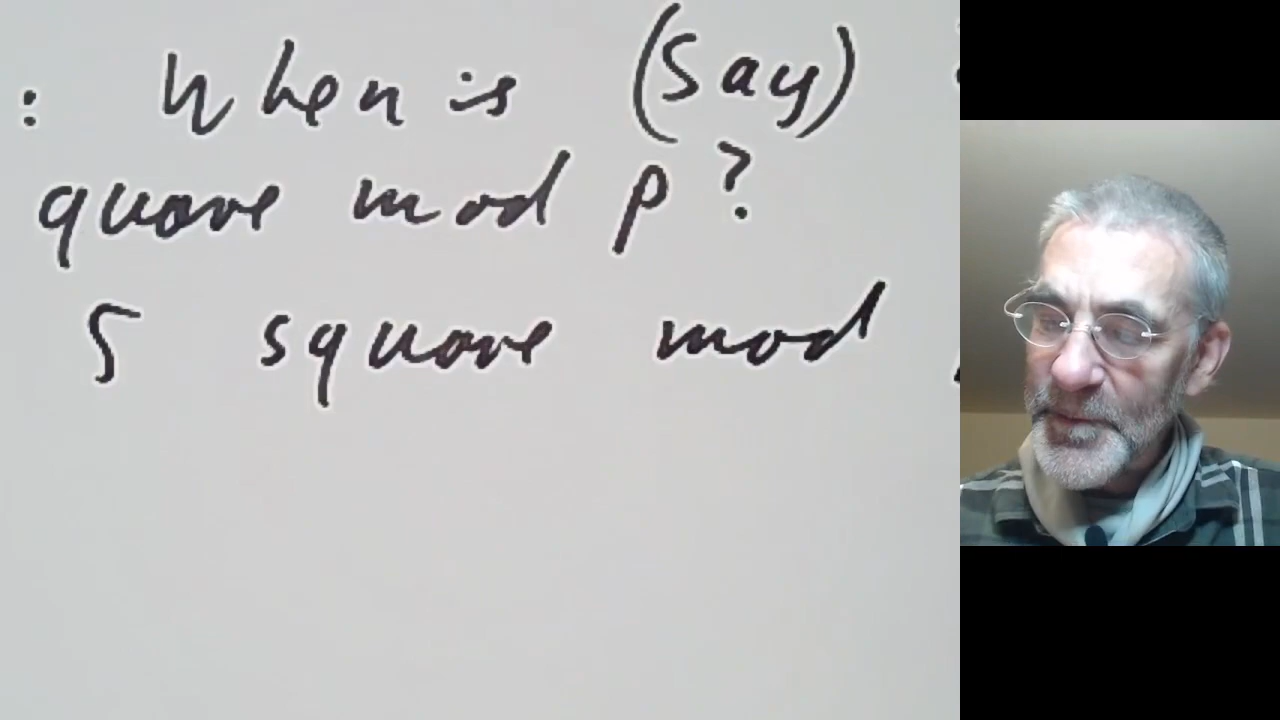 : When is (say)
quare mod p?
5 square mod